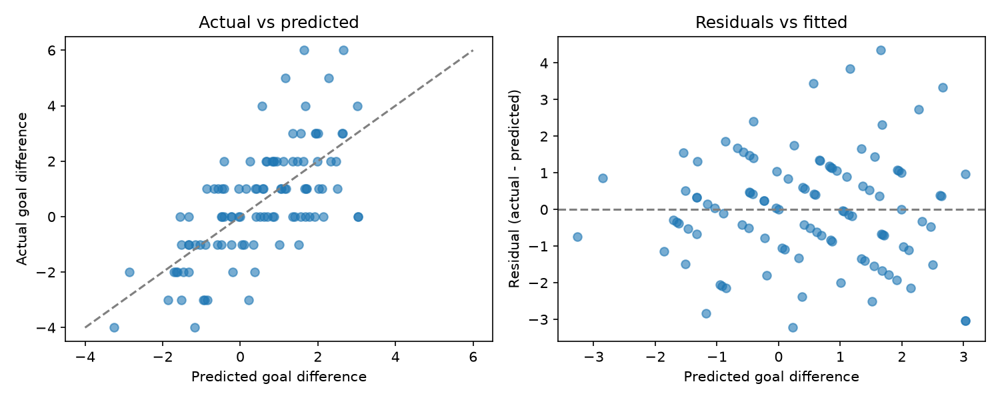 Actual vs predicted
6
4
2
0
−2
−4
Actual goal difference
−4 −2 0 2 4 6
Predicted goal difference
Residuals vs fitted
4
3
2
1
0
−1
−2
−3
Residual (actual - predicted)
−3 −2 −1 0 1 2 3
Predicted goal difference